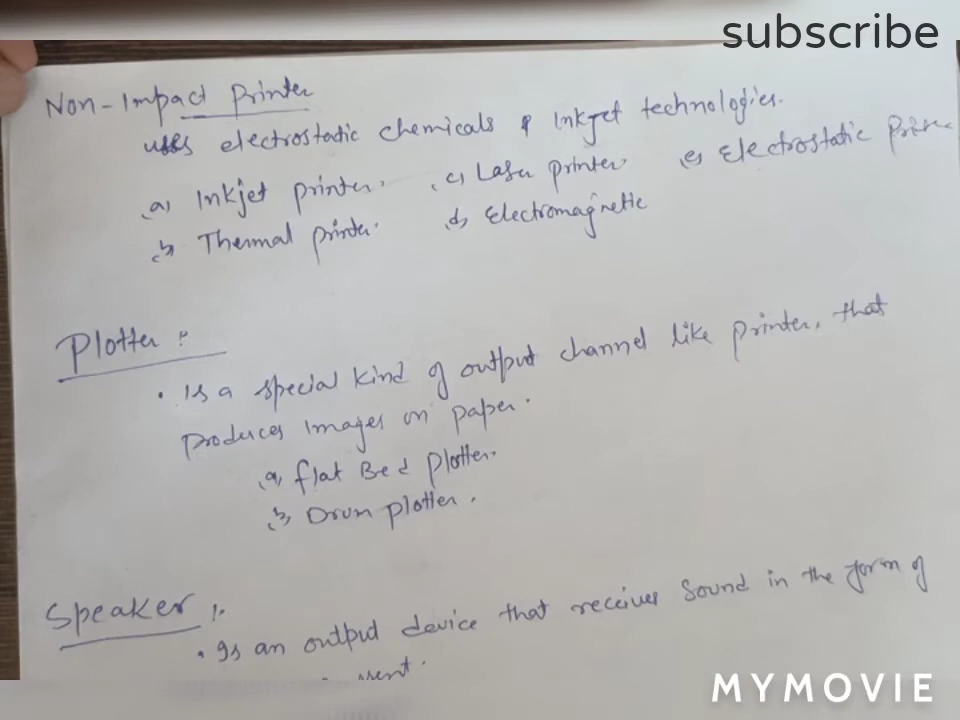 subscribe
Non-Impact Printer
uses electrostatic chemicals & Inkjet technologies.
(a) Inkjet printer. (c) Laser printer. (e) Electrostatic Printer
(b) Thermal printer. (d) Electromagnetic
Plotter :
• Is a special kind of output channel like printer, that
produces images on paper.
(a) flat Bed plotter.
(b) Drum plotter.
Speaker :-
• Is an output device that receives sound in the form of
MYMOVIE